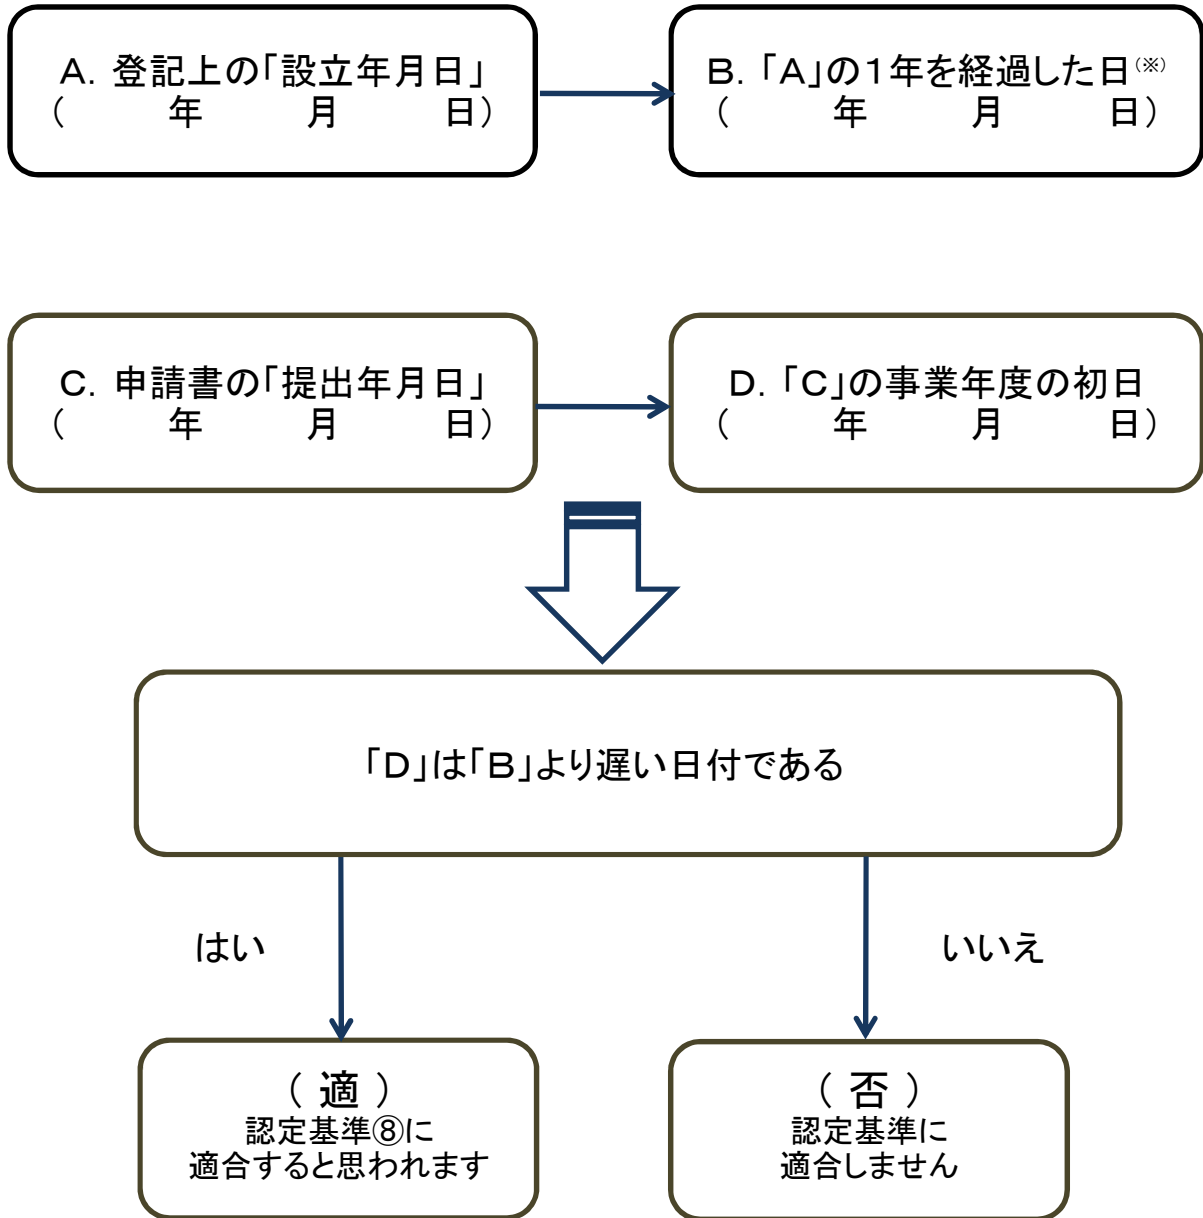 A. 登記上の「設立年月日」
( 年 月 日)
B. 「A」の１年を経過した日(※)
( 年 月 日)
C. 申請書の「提出年月日」
( 年 月 日)
D. 「C」の事業年度の初日
( 年 月 日)
「D」は「B」より遅い日付である
はい
いいえ
( 適 )
認定基準⑧に
適合すると思われます
( 否 )
認定基準に
適合しません